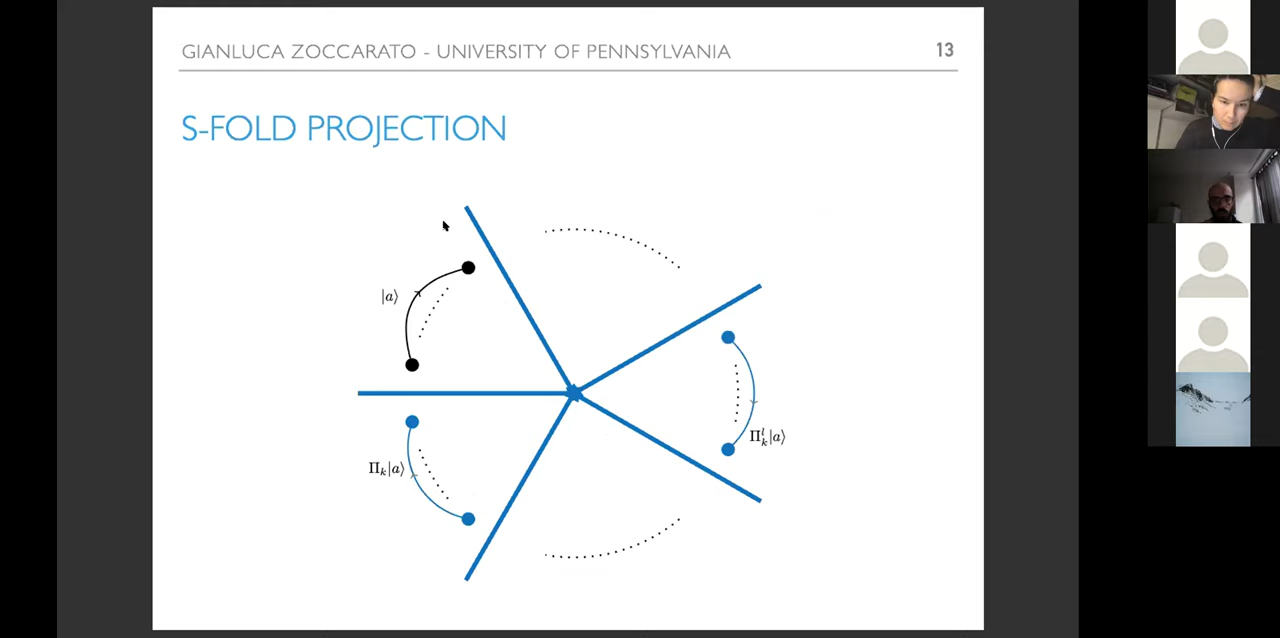 GIANLUCA ZOCCARATO - UNIVERSITY OF PENNSYLVANIA 13
S-FOLD PROJECTION
|a⟩
Π_k|a⟩
Π_k^l|a⟩